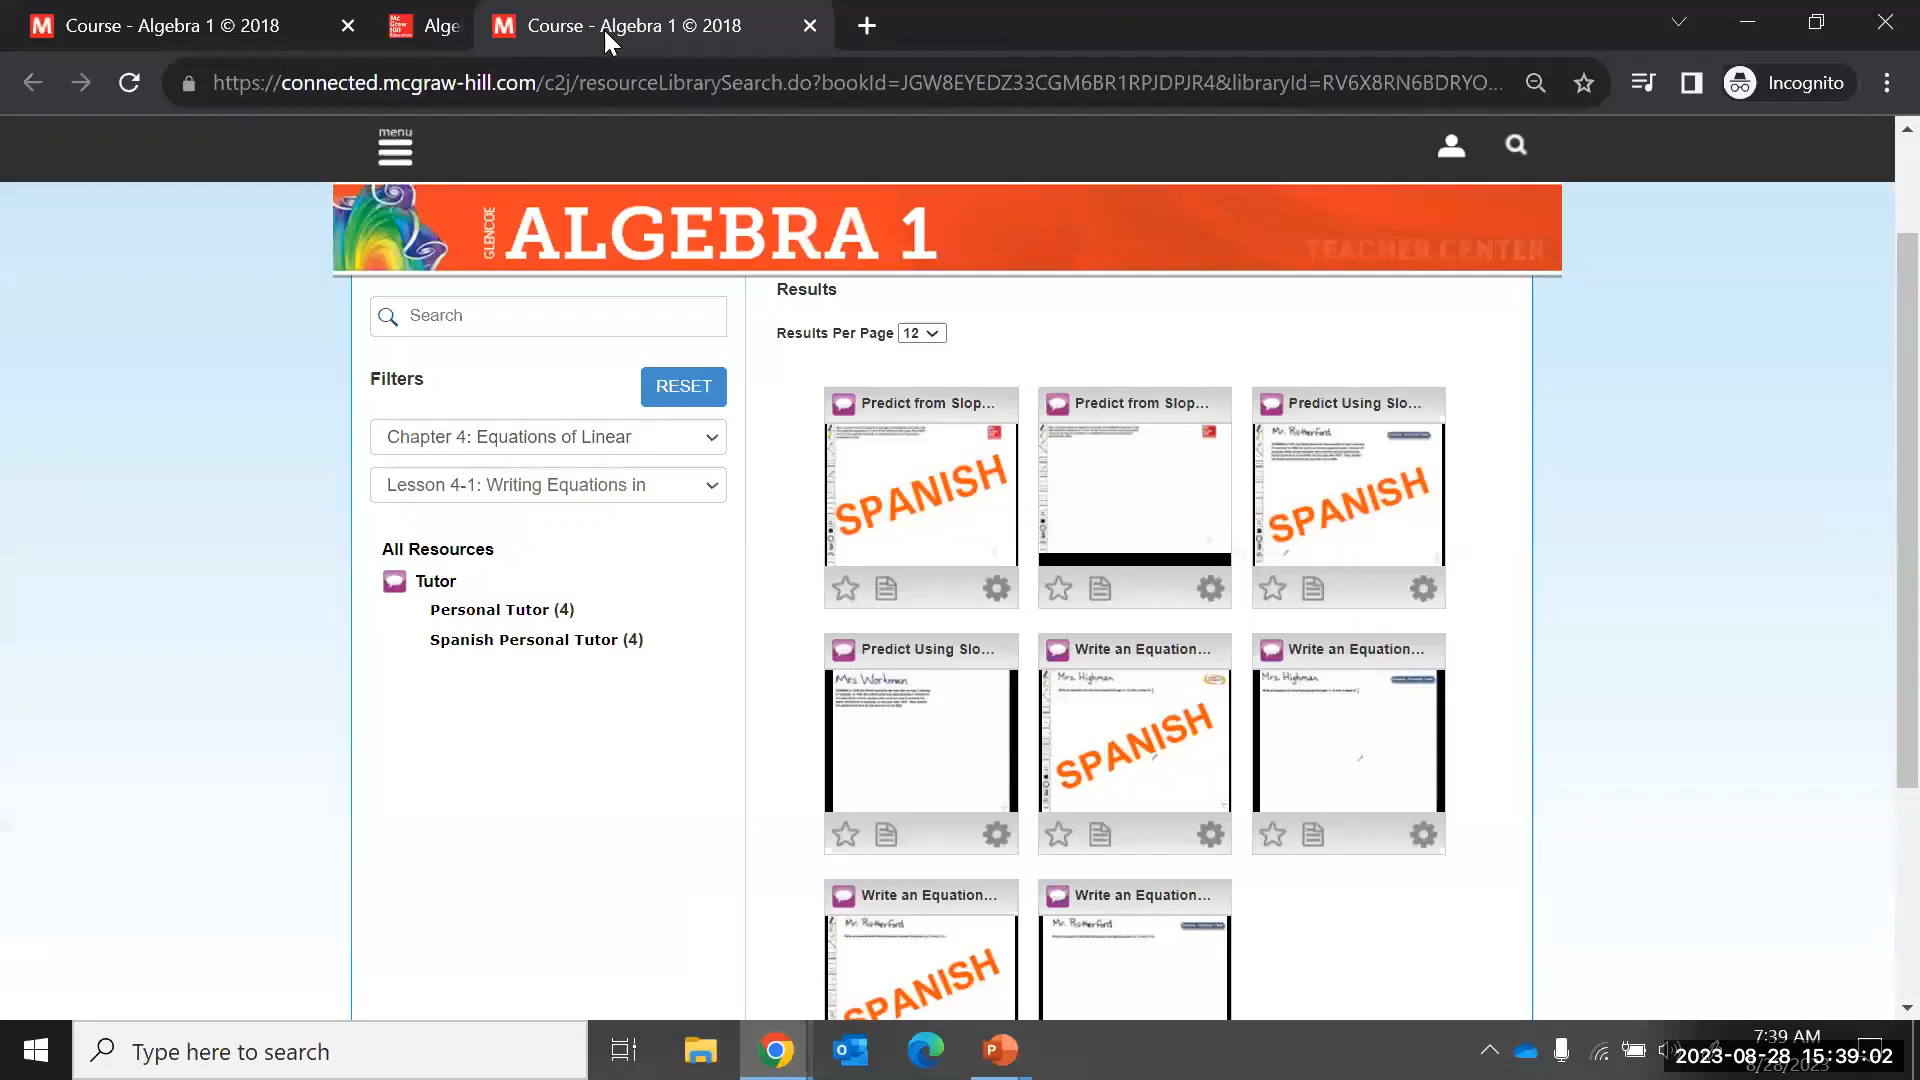 Course - Algebra 1 © 2018
Alge
Course - Algebra 1 © 2018
https://connected.mcgraw-hill.com/c2j/resourceLibrarySearch.do?bookId=JGW8EYEDZ33CGM6BR1RPJDPJR4&libraryId=RV6X8RN6BDRYO...
Incognito
menu
GLENCOE
ALGEBRA 1
TEACHER CENTER
Search
Filters
RESET
Chapter 4: Equations of Linear
Lesson 4-1: Writing Equations in
All Resources
Tutor
Personal Tutor (4)
Spanish Personal Tutor (4)
Results
Results Per Page 12
Predict from Slop...
SPANISH
Predict from Slop...
Predict Using Slo...
Mr. Rutherford
SPANISH
Predict Using Slo...
Mrs Workman
Write an Equation...
Mrs. Highman
SPANISH
Write an Equation...
Mrs. Highman
Write an Equation...
Mr. Rutherford
SPANISH
Write an Equation...
Mr. Rutherford
Type here to search
7:39 AM
8/28/2023
2023-08-28 15:39:02